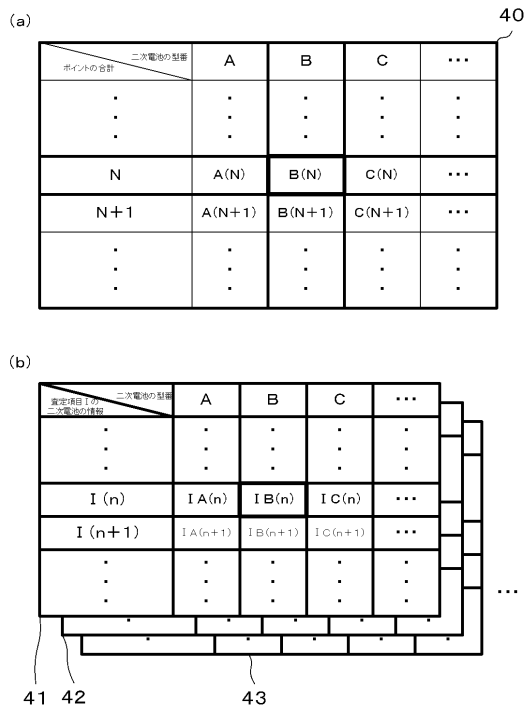 (a)
40
二次電池の型番
ポイントの合計
A B C ･･･
N A(N) B(N) C(N) ･･･
N+1 A(N+1) B(N+1) C(N+1) ･･･
(b)
二次電池の型番
査定項目Iの
二次電池の情報
A B C ･･･
I(n) IA(n) IB(n) IC(n) ･･･
I(n+1) IA(n+1) IB(n+1) IC(n+1) ･･･
･･･
41 42 43